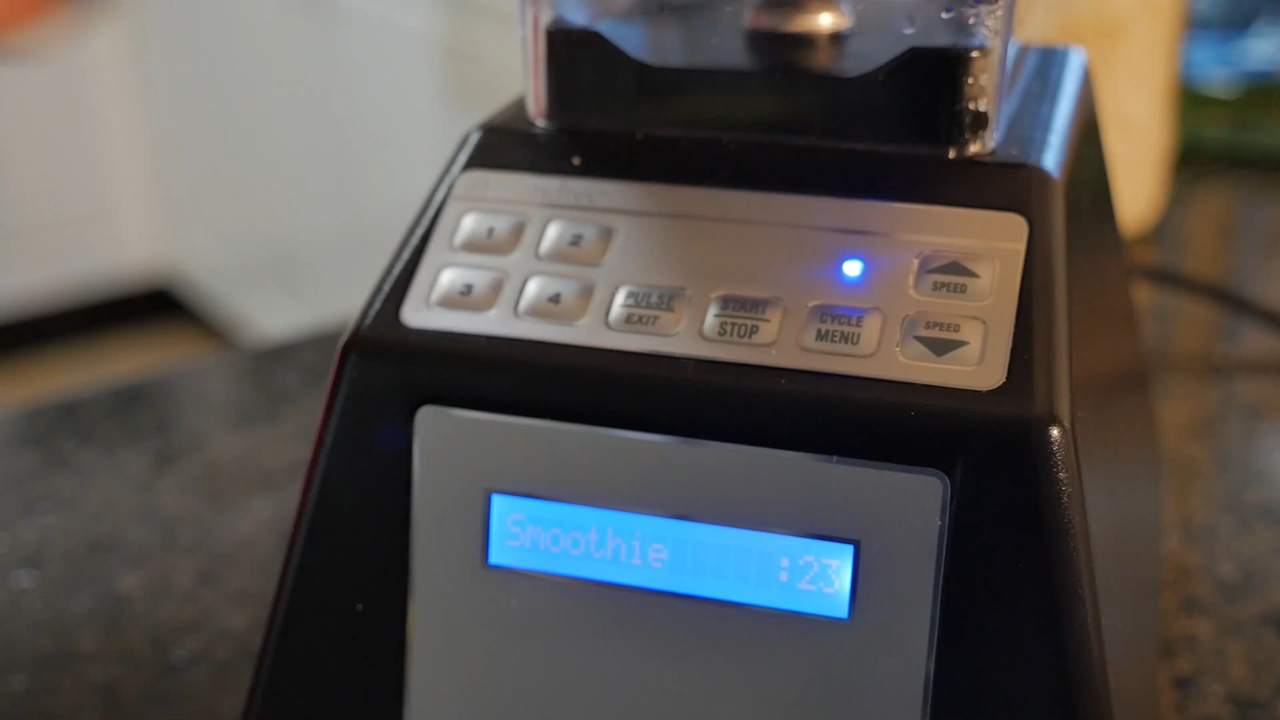 1 2
3 4
PULSE
EXIT
START
STOP
CYCLE
MENU
SPEED
SPEED
Smoothie :23